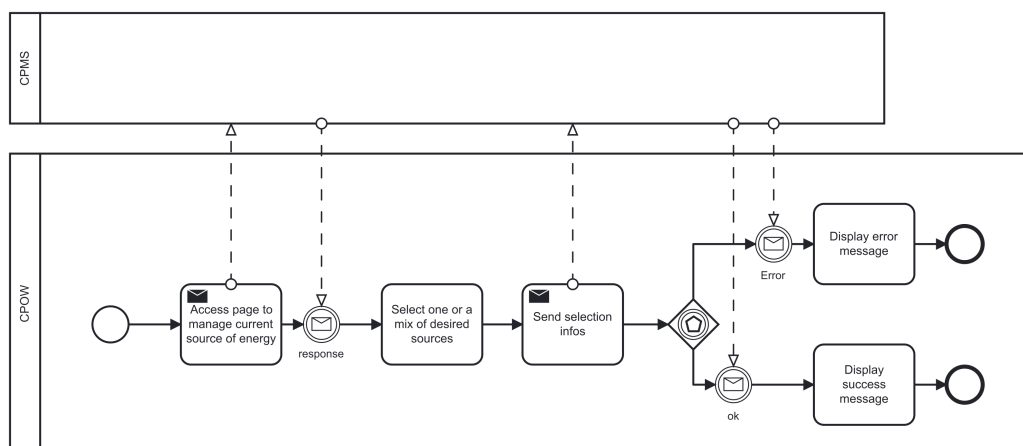 CPMS
CPOW
Access page to
manage current
source of energy
response
Select one or a
mix of desired
sources
Send selection
infos
Error
Display error
message
ok
Display
success
message